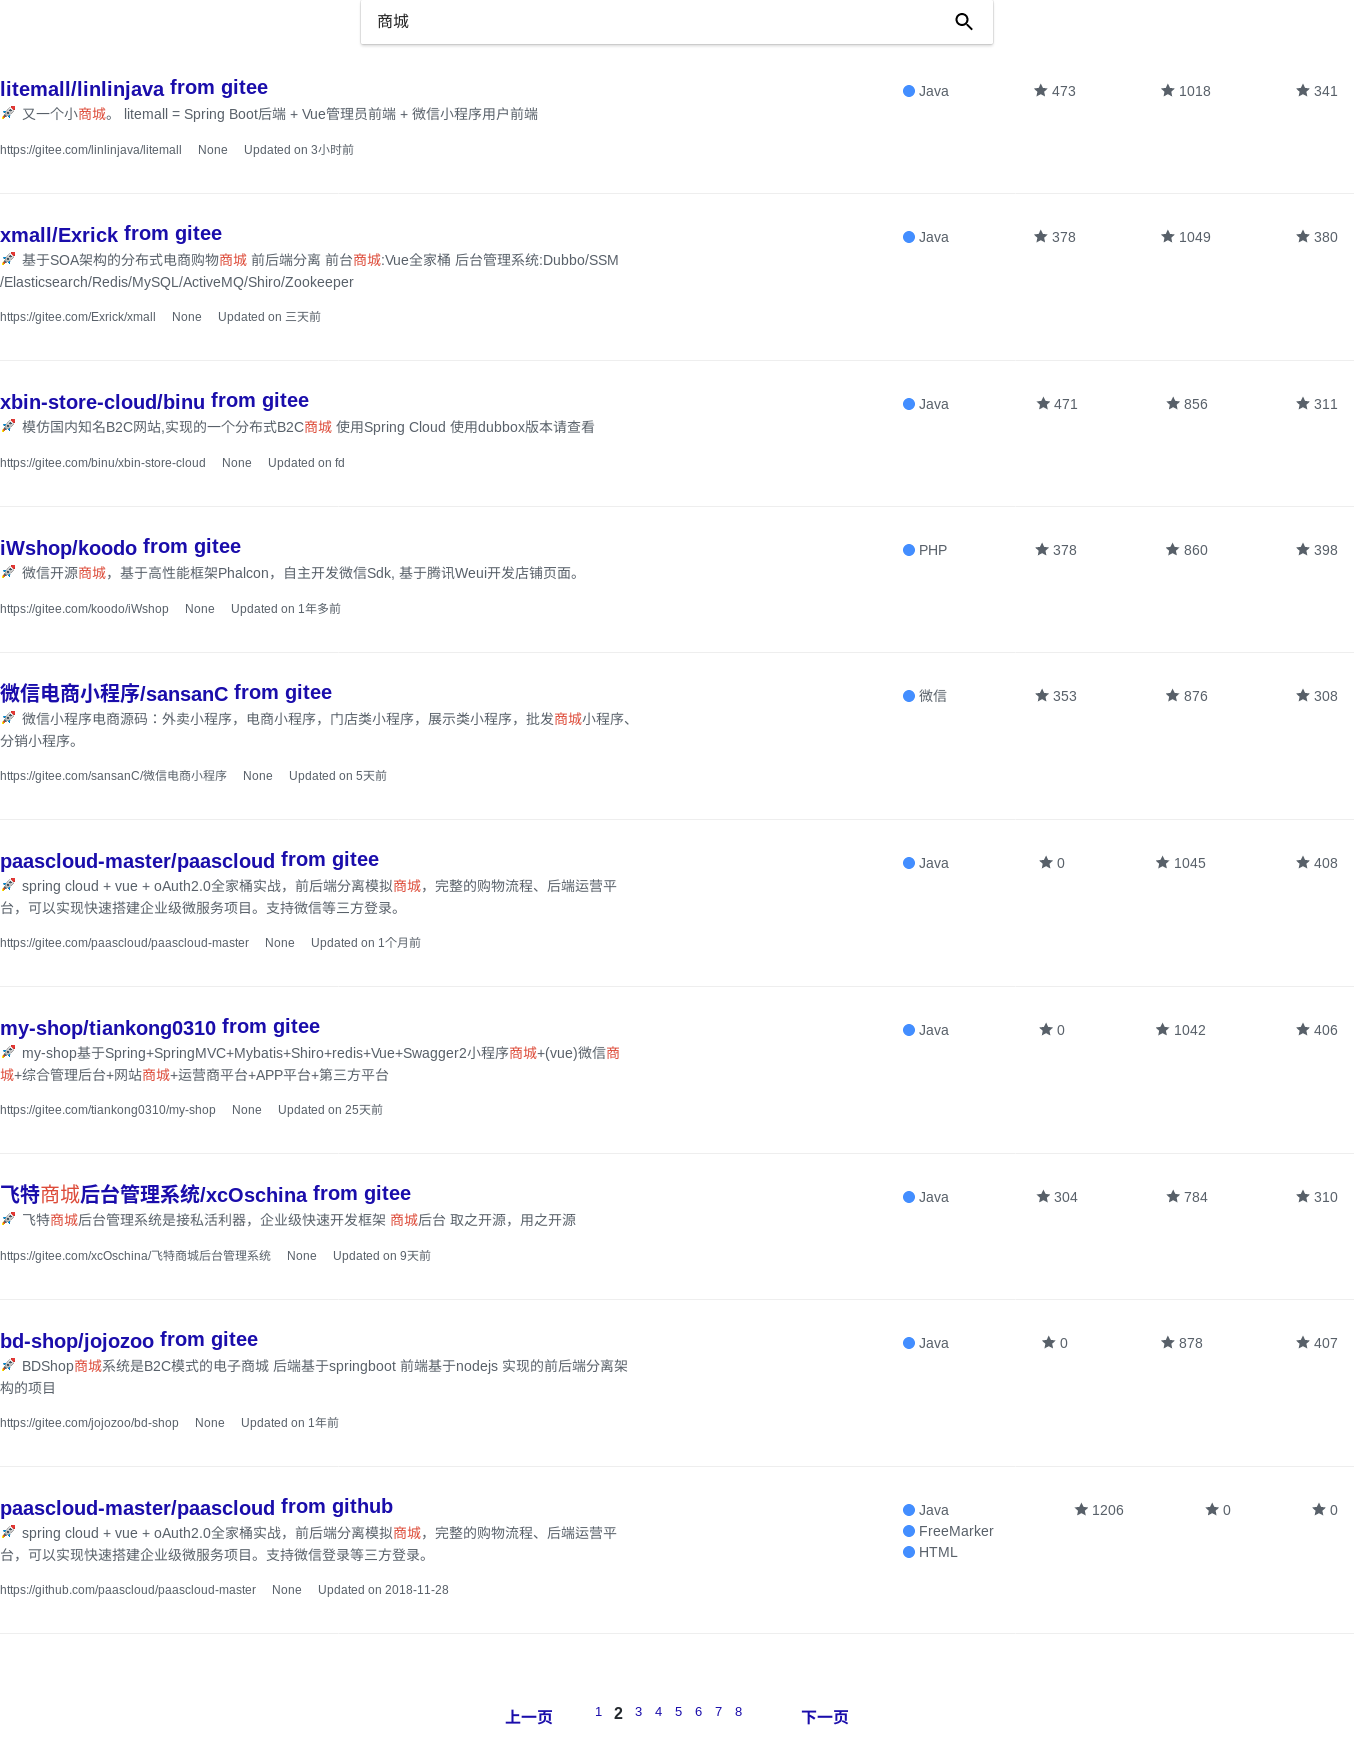 商城
litemall/linlinjava from gitee Java 473 1018 341
又一个小商城。 litemall = Spring Boot后端 + Vue管理员前端 + 微信小程序用户前端
https://gitee.com/linlinjava/litemall None Updated on 3小时前
xmall/Exrick from gitee Java 378 1049 380
基于SOA架构的分布式电商购物商城 前后端分离 前台商城:Vue全家桶 后台管理系统:Dubbo/SSM
/Elasticsearch/Redis/MySQL/ActiveMQ/Shiro/Zookeeper
https://gitee.com/Exrick/xmall None Updated on 三天前
xbin-store-cloud/binu from gitee Java 471 856 311
模仿国内知名B2C网站,实现的一个分布式B2C商城 使用Spring Cloud 使用dubbox版本请查看
https://gitee.com/binu/xbin-store-cloud None Updated on fd
iWshop/koodo from gitee PHP 378 860 398
微信开源商城，基于高性能框架Phalcon，自主开发微信Sdk, 基于腾讯Weui开发店铺页面。
https://gitee.com/koodo/iWshop None Updated on 1年多前
微信电商小程序/sansanC from gitee 微信 353 876 308
微信小程序电商源码：外卖小程序，电商小程序，门店类小程序，展示类小程序，批发商城小程序、
分销小程序。
https://gitee.com/sansanC/微信电商小程序 None Updated on 5天前
paascloud-master/paascloud from gitee Java 0 1045 408
spring cloud + vue + oAuth2.0全家桶实战，前后端分离模拟商城，完整的购物流程、后端运营平
台，可以实现快速搭建企业级微服务项目。支持微信等三方登录。
https://gitee.com/paascloud/paascloud-master None Updated on 1个月前
my-shop/tiankong0310 from gitee Java 0 1042 406
my-shop基于Spring+SpringMVC+Mybatis+Shiro+redis+Vue+Swagger2小程序商城+(vue)微信商
城+综合管理后台+网站商城+运营商平台+APP平台+第三方平台
https://gitee.com/tiankong0310/my-shop None Updated on 25天前
飞特商城后台管理系统/xcOschina from gitee Java 304 784 310
飞特商城后台管理系统是接私活利器，企业级快速开发框架 商城后台 取之开源，用之开源
https://gitee.com/xcOschina/飞特商城后台管理系统 None Updated on 9天前
bd-shop/jojozoo from gitee Java 0 878 407
BDShop商城系统是B2C模式的电子商城 后端基于springboot 前端基于nodejs 实现的前后端分离架
构的项目
https://gitee.com/jojozoo/bd-shop None Updated on 1年前
paascloud-master/paascloud from github Java 1206 0 0
FreeMarker
HTML
spring cloud + vue + oAuth2.0全家桶实战，前后端分离模拟商城，完整的购物流程、后端运营平
台，可以实现快速搭建企业级微服务项目。支持微信登录等三方登录。
https://github.com/paascloud/paascloud-master None Updated on 2018-11-28
上一页 1 2 3 4 5 6 7 8 下一页